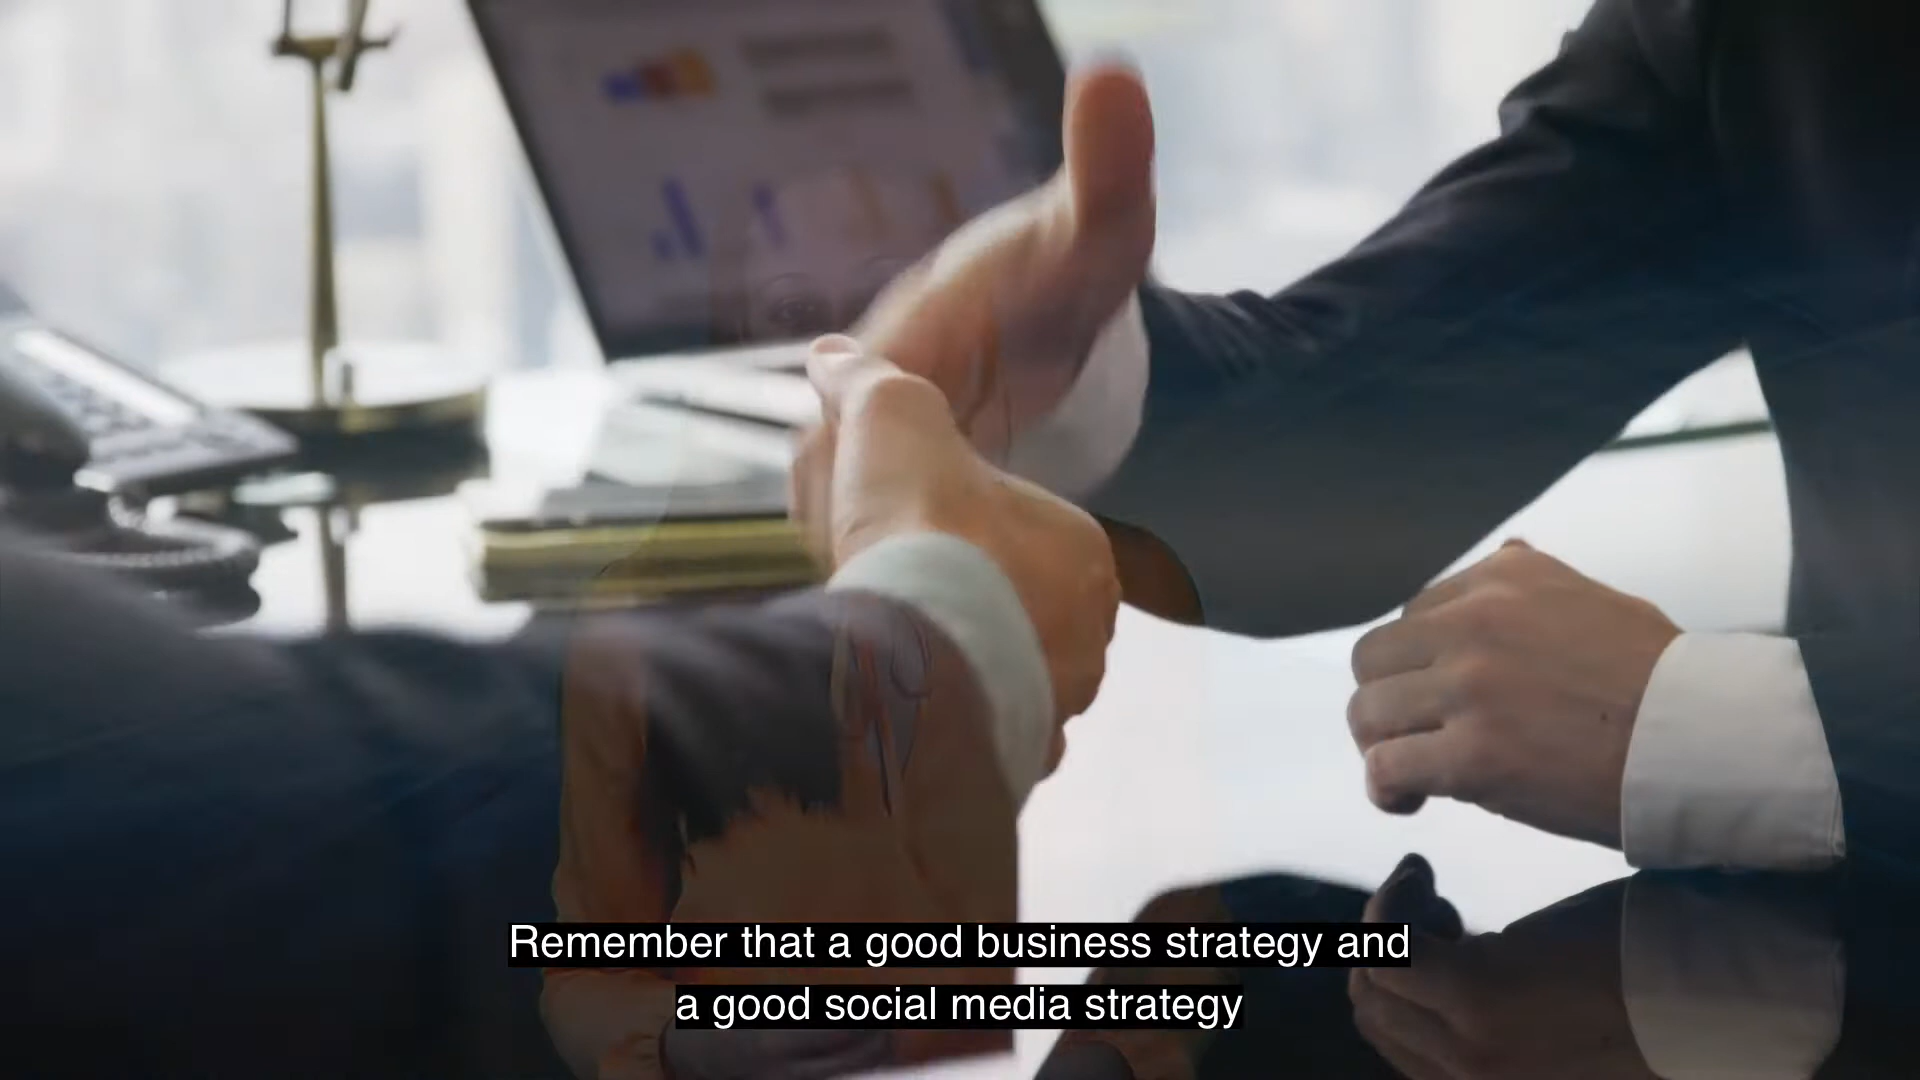 Remember that a good business strategy and
a good social media strategy